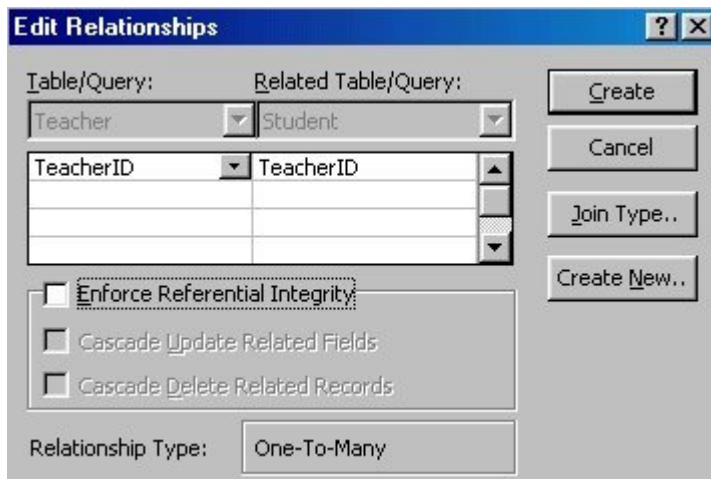 Edit Relationships
Table/Query:
Related Table/Query:
Teacher
Student
TeacherID
TeacherID
Enforce Referential Integrity
Cascade Update Related Fields
Cascade Delete Related Records
Relationship Type:
One-To-Many
Create
Cancel
Join Type..
Create New..